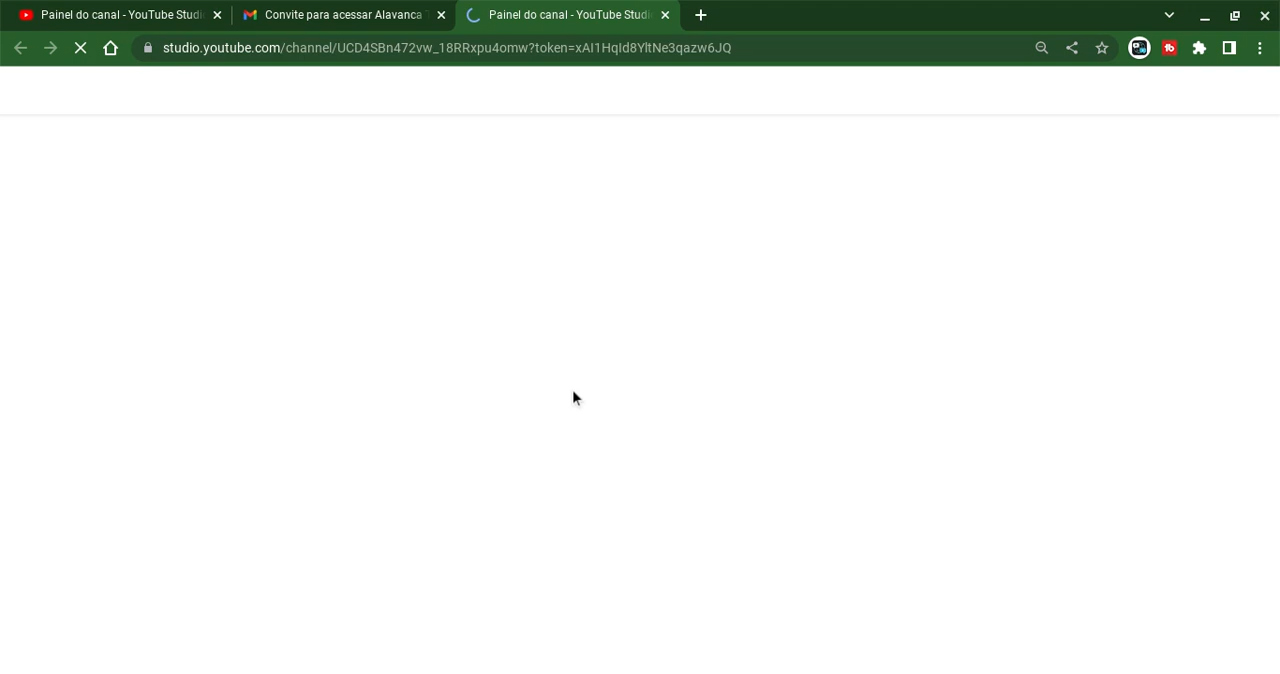 Painel do canal - YouTube Studi
Convite para acessar Alavanca T
Painel do canal - YouTube Studi
studio.youtube.com/channel/UCD4SBn472vw_18RRxpu4omw?token=xAI1HqId8YltNe3qazw6JQ